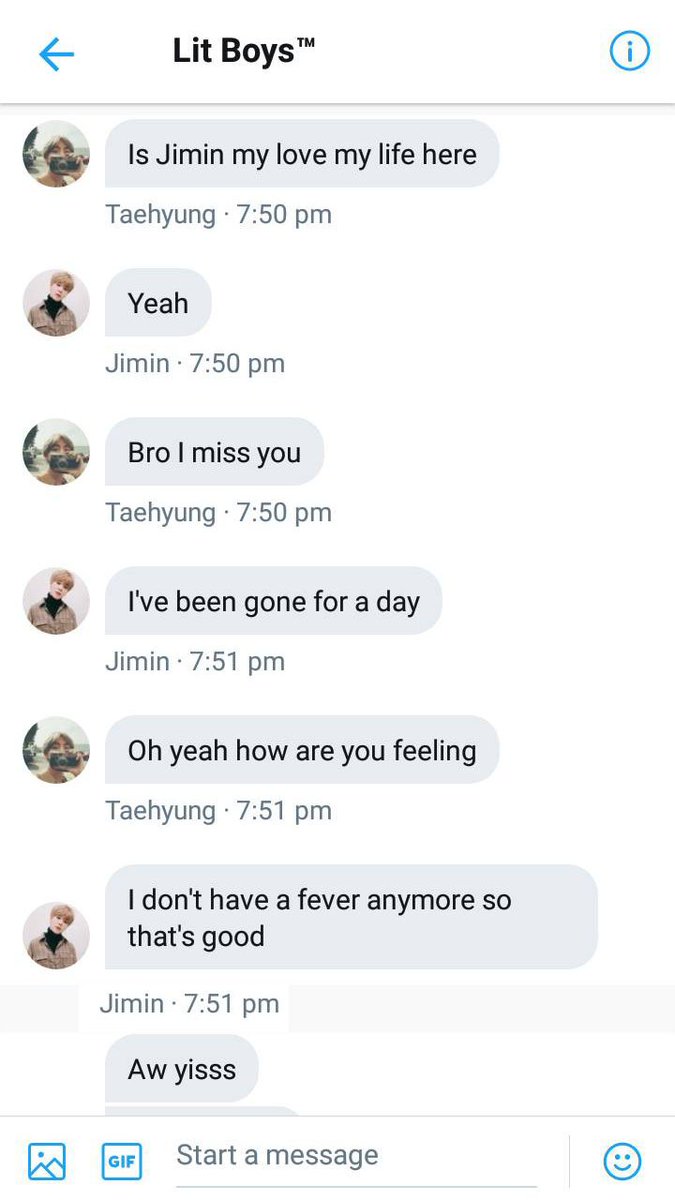 Lit Boys™
Is Jimin my love my life here
Taehyung · 7:50 pm
Yeah
Jimin · 7:50 pm
Bro I miss you
Taehyung · 7:50 pm
I've been gone for a day
Jimin · 7:51 pm
Oh yeah how are you feeling
Taehyung · 7:51 pm
I don't have a fever anymore so
that's good
Jimin · 7:51 pm
Aw yisss
GIF
Start a message